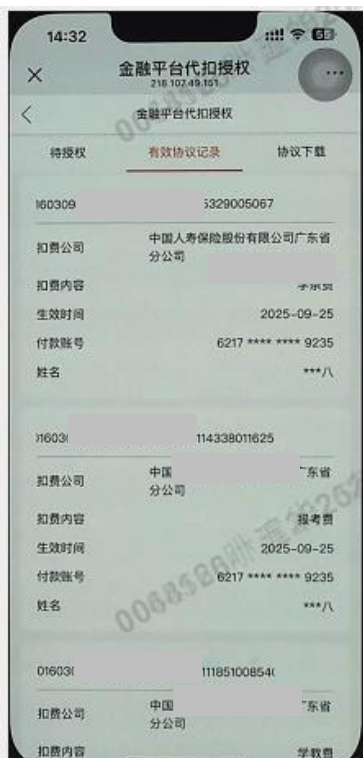 14:32
金融平台代扣授权
218.107.49.151
金融平台代扣授权
待授权
有效协议记录
协议下载
160309
5329005067
扣费公司
中国人寿保险股份有限公司广东省
分公司
扣费内容
生效时间
2025-09-25
付款账号
6217 **** **** 9235
姓名
***八
11433801​1625
扣费公司
中国
东省
分公司
扣费内容
报考费
生效时间
2025-09-25
付款账号
6217 **** **** 9235
姓名
***八
01603(
扣费公司
中国
东省
分公司
扣费内容
学教费